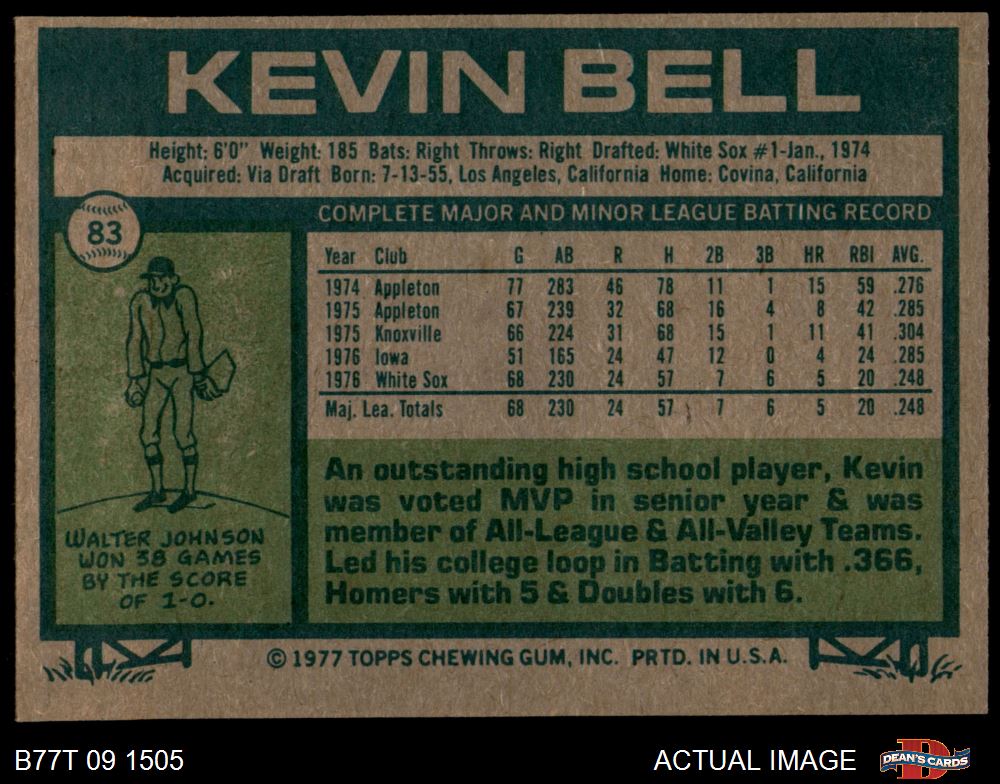 KEVIN BELL
Height: 6'0" Weight: 185 Bats: Right Throws: Right Drafted: White Sox #1-Jan., 1974
Acquired: Via Draft Born: 7-13-55, Los Angeles, California Home: Covina, California
83
COMPLETE MAJOR AND MINOR LEAGUE BATTING RECORD
Year Club G AB R H 2B 3B HR RBI AVG.
1974 Appleton 77 283 46 78 11 1 15 59 .276
1975 Appleton 67 239 32 68 16 4 8 42 .285
1975 Knoxville 66 224 31 68 15 1 11 41 .304
1976 Iowa 51 165 24 47 12 0 4 24 .285
1976 White Sox 68 230 24 57 7 6 5 20 .248
Maj. Lea. Totals 68 230 24 57 7 6 5 20 .248
WALTER JOHNSON
WON 38 GAMES
BY THE SCORE
OF 1-0.
An outstanding high school player, Kevin
was voted MVP in senior year & was
member of All-League & All-Valley Teams.
Led his college loop in Batting with .366,
Homers with 5 & Doubles with 6.
© 1977 TOPPS CHEWING GUM, INC. PRTD. IN U.S.A.
B77T 09 1505
ACTUAL IMAGE
D
DEAN'S CARDS